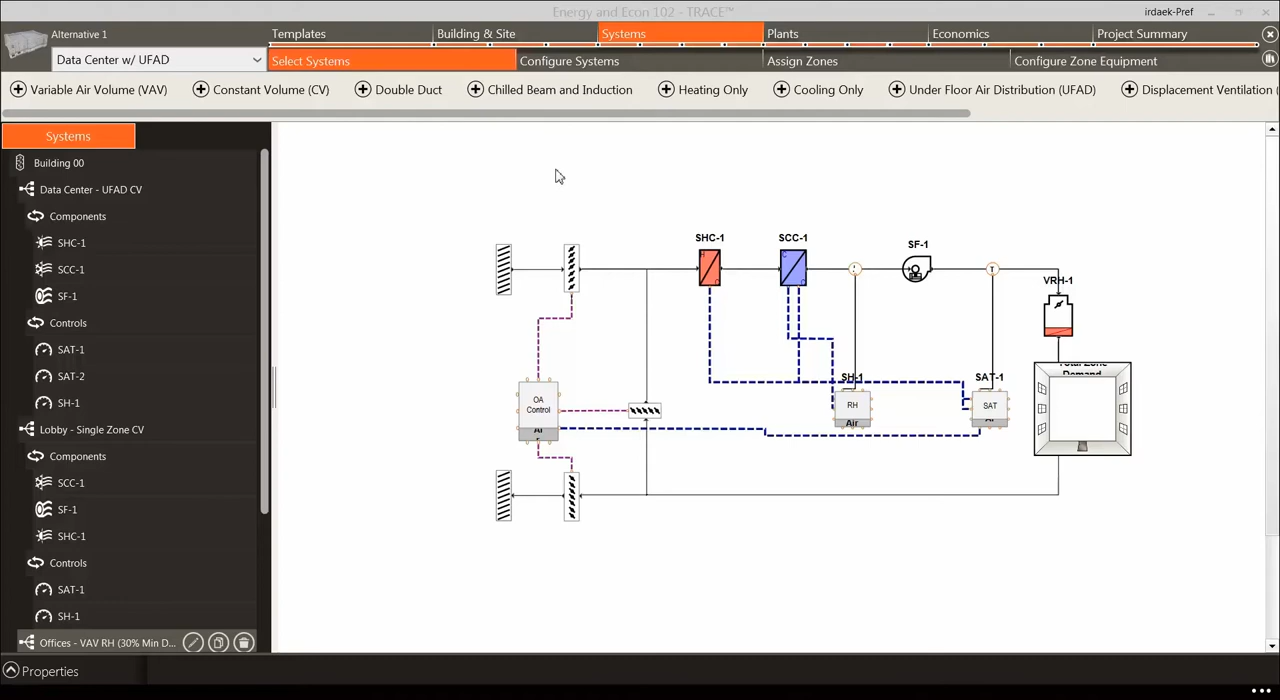 Energy and Econ 102 - TRACE™
irdaek-Pref
Alternative 1
Data Center w/ UFAD
Templates
Building & Site
Systems
Plants
Economics
Project Summary
Select Systems
Configure Systems
Assign Zones
Configure Zone Equipment
Variable Air Volume (VAV)
Constant Volume (CV)
Double Duct
Chilled Beam and Induction
Heating Only
Cooling Only
Under Floor Air Distribution (UFAD)
Displacement Ventilation (
Systems
Building 00
Data Center - UFAD CV
Components
SHC-1
SCC-1
SF-1
Controls
SAT-1
SAT-2
SH-1
Lobby - Single Zone CV
Components
SCC-1
SF-1
SHC-1
Controls
SAT-1
SH-1
Offices - VAV RH (30% Min D...
Properties
SHC-1
SCC-1
SF-1
T
VRH-1
H
C
C
OA
Control
SH-1
RH
Air
SAT-1
SAT
Total Zone
Demand